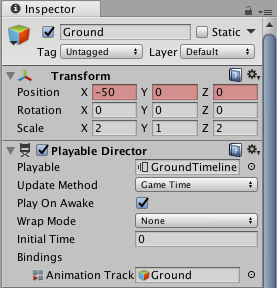 Inspector
Ground Static
Tag Untagged Layer Default
Transform
Position X -50 Y 0 Z 0
Rotation X 0 Y 0 Z 0
Scale X 2 Y 1 Z 2
Playable Director
Playable GroundTimeline
Update Method Game Time
Play On Awake
Wrap Mode None
Initial Time 0
Bindings
Animation Track Ground